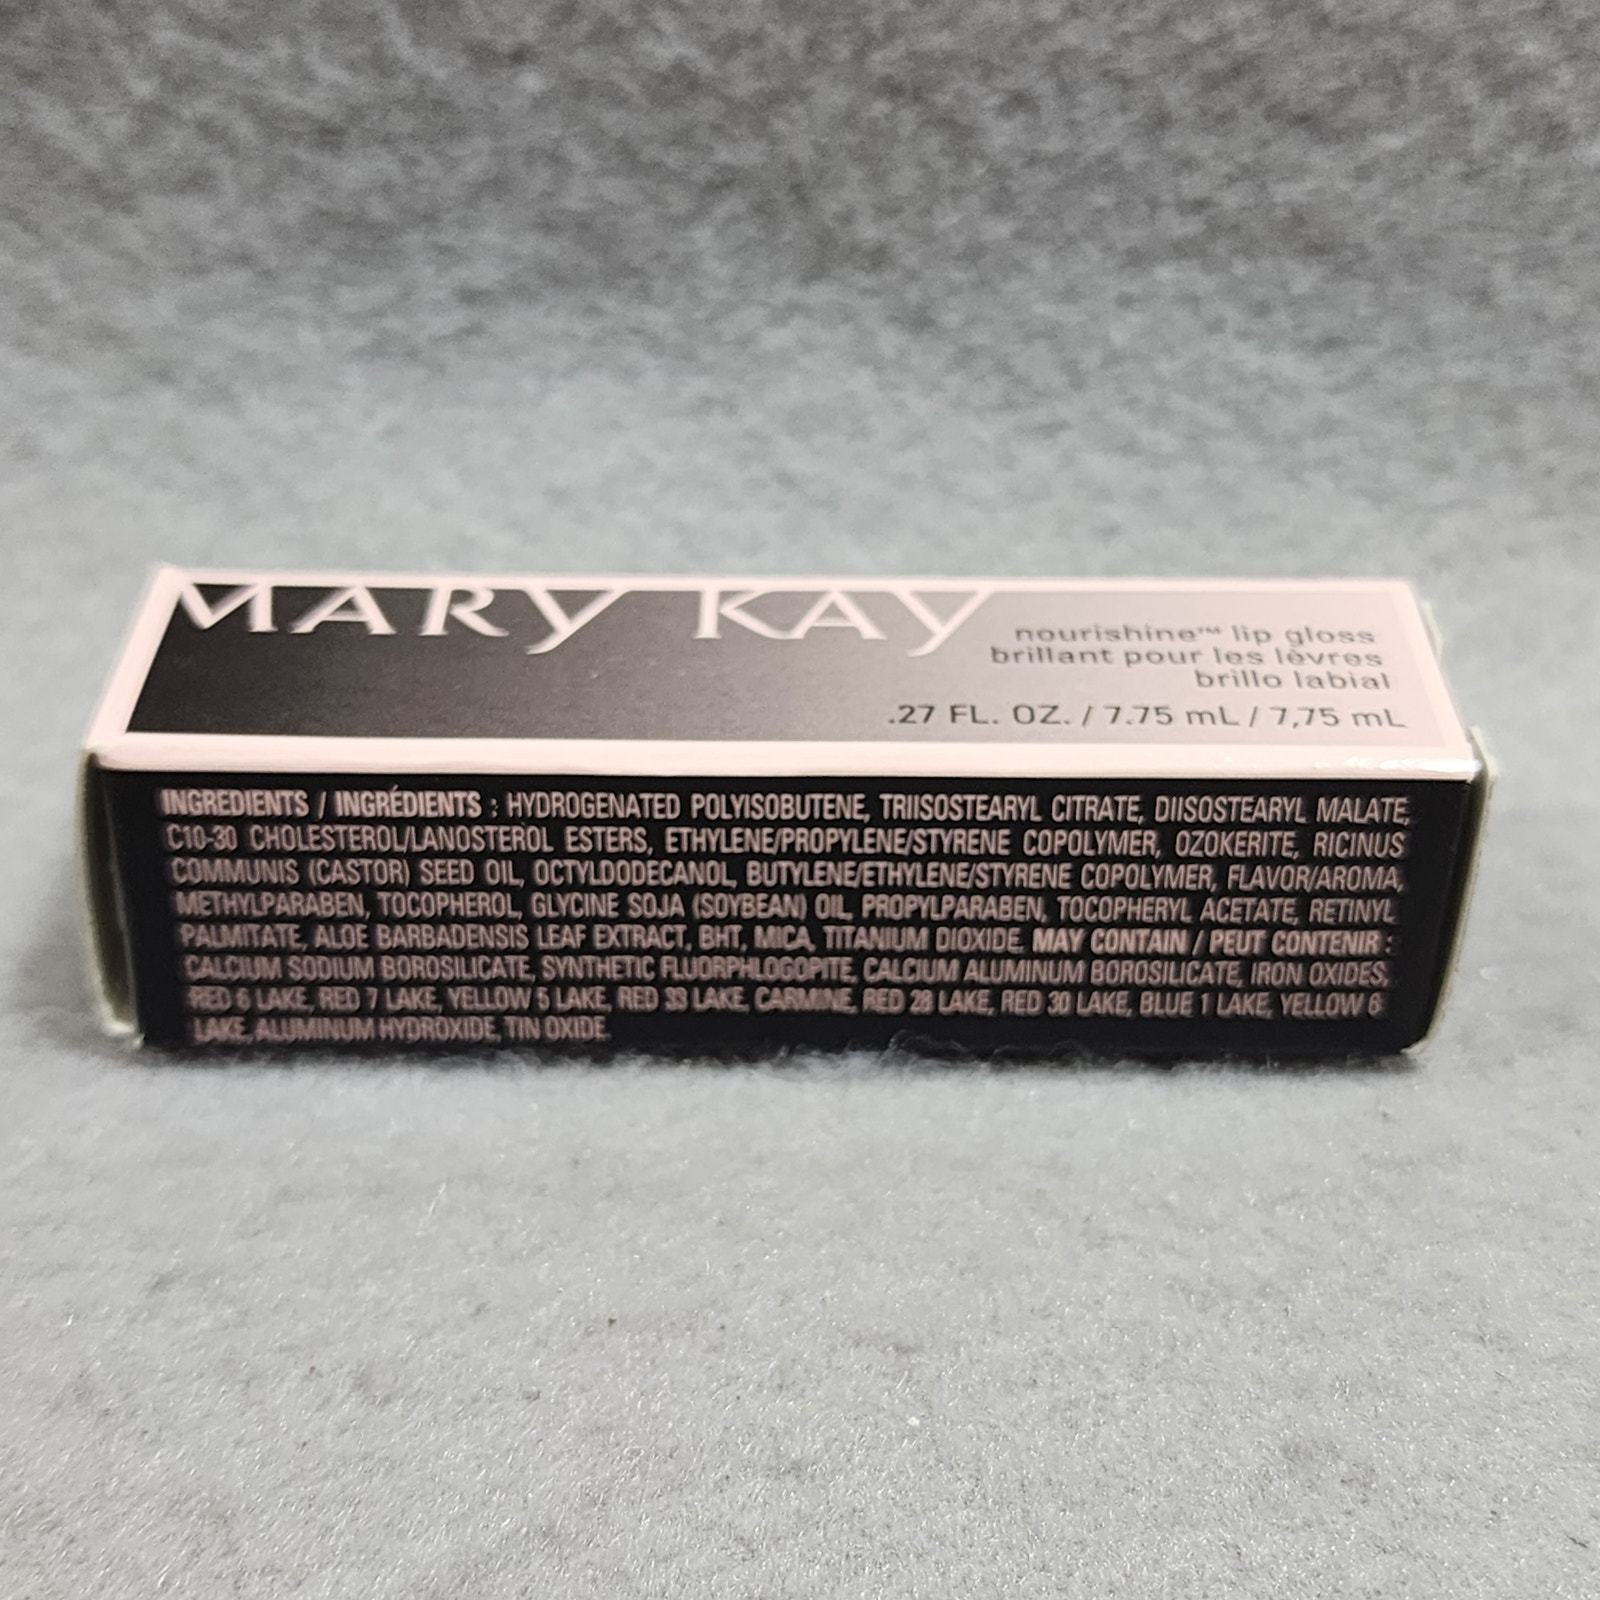 MARY KAY
nourishine™ lip gloss
brillant pour les lèvres
brillo labial
.27 FL. OZ. / 7.75 mL / 7,75 mL
INGREDIENTS / INGRÉDIENTS : HYDROGENATED POLYISOBUTENE, TRIISOSTEARYL CITRATE, DIISOSTEARYL MALATE,
C10-30 CHOLESTEROL/LANOSTEROL ESTERS, ETHYLENE/PROPYLENE/STYRENE COPOLYMER, OZOKERITE, RICINUS
COMMUNIS (CASTOR) SEED OIL, OCTYLDODECANOL, BUTYLENE/ETHYLENE/STYRENE COPOLYMER, FLAVOR/AROMA,
METHYLPARABEN, TOCOPHEROL, GLYCINE SOJA (SOYBEAN) OIL, PROPYLPARABEN, TOCOPHERYL ACETATE, RETINYL
PALMITATE, ALOE BARBADENSIS LEAF EXTRACT, BHT, MICA, TITANIUM DIOXIDE. MAY CONTAIN / PEUT CONTENIR :
CALCIUM SODIUM BOROSILICATE, SYNTHETIC FLUORPHLOGOPITE, CALCIUM ALUMINUM BOROSILICATE, IRON OXIDES,
RED 6 LAKE, RED 7 LAKE, YELLOW 5 LAKE, RED 33 LAKE, CARMINE, RED 28 LAKE, RED 30 LAKE, BLUE 1 LAKE, YELLOW 6
LAKE, ALUMINUM HYDROXIDE, TIN OXIDE.